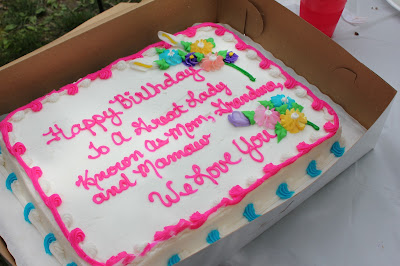 Happy Birthday
To A Great Lady
Known as Mom, Grandma,
and Mamaw
We Love You